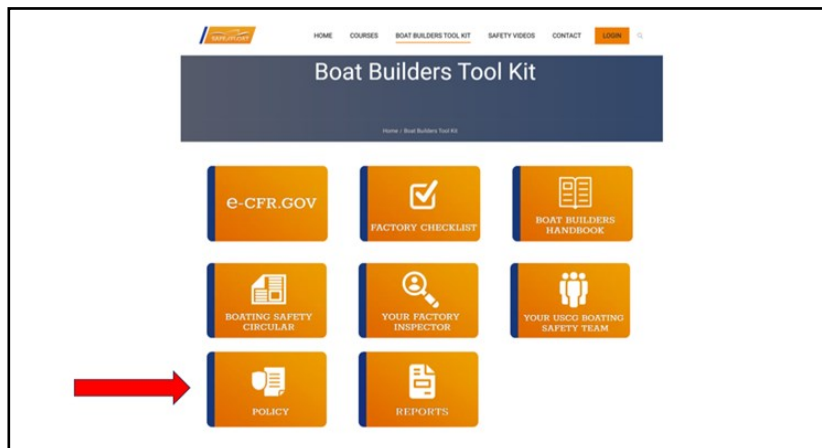 SAFEAFLOAT
HOME COURSES BOAT BUILDERS TOOL KIT SAFETY VIDEOS CONTACT LOGIN
Boat Builders Tool Kit
Home / Boat Builders Tool Kit
e-CFR.GOV
FACTORY CHECKLIST
BOAT BUILDERS
HANDBOOK
BOATING SAFETY
CIRCULAR
YOUR FACTORY
INSPECTOR
YOUR USCG BOATING
SAFETY TEAM
POLICY
REPORTS